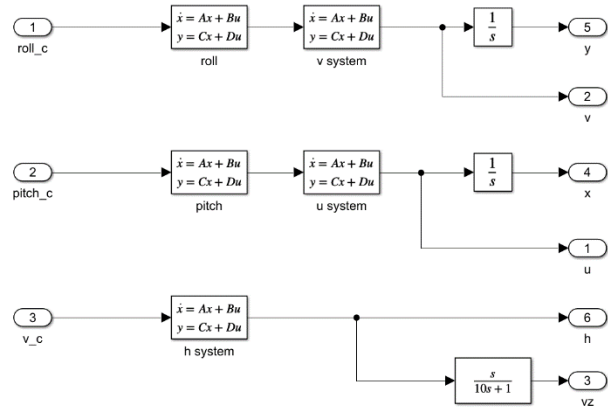 1
roll_c
ẋ = Ax + Bu
y = Cx + Du
roll
ẋ = Ax + Bu
y = Cx + Du
v system
1
s
5
y
2
v
2
pitch_c
ẋ = Ax + Bu
y = Cx + Du
pitch
ẋ = Ax + Bu
y = Cx + Du
u system
1
s
4
x
1
u
3
v_c
ẋ = Ax + Bu
y = Cx + Du
h system
6
h
s
10s + 1
3
vz